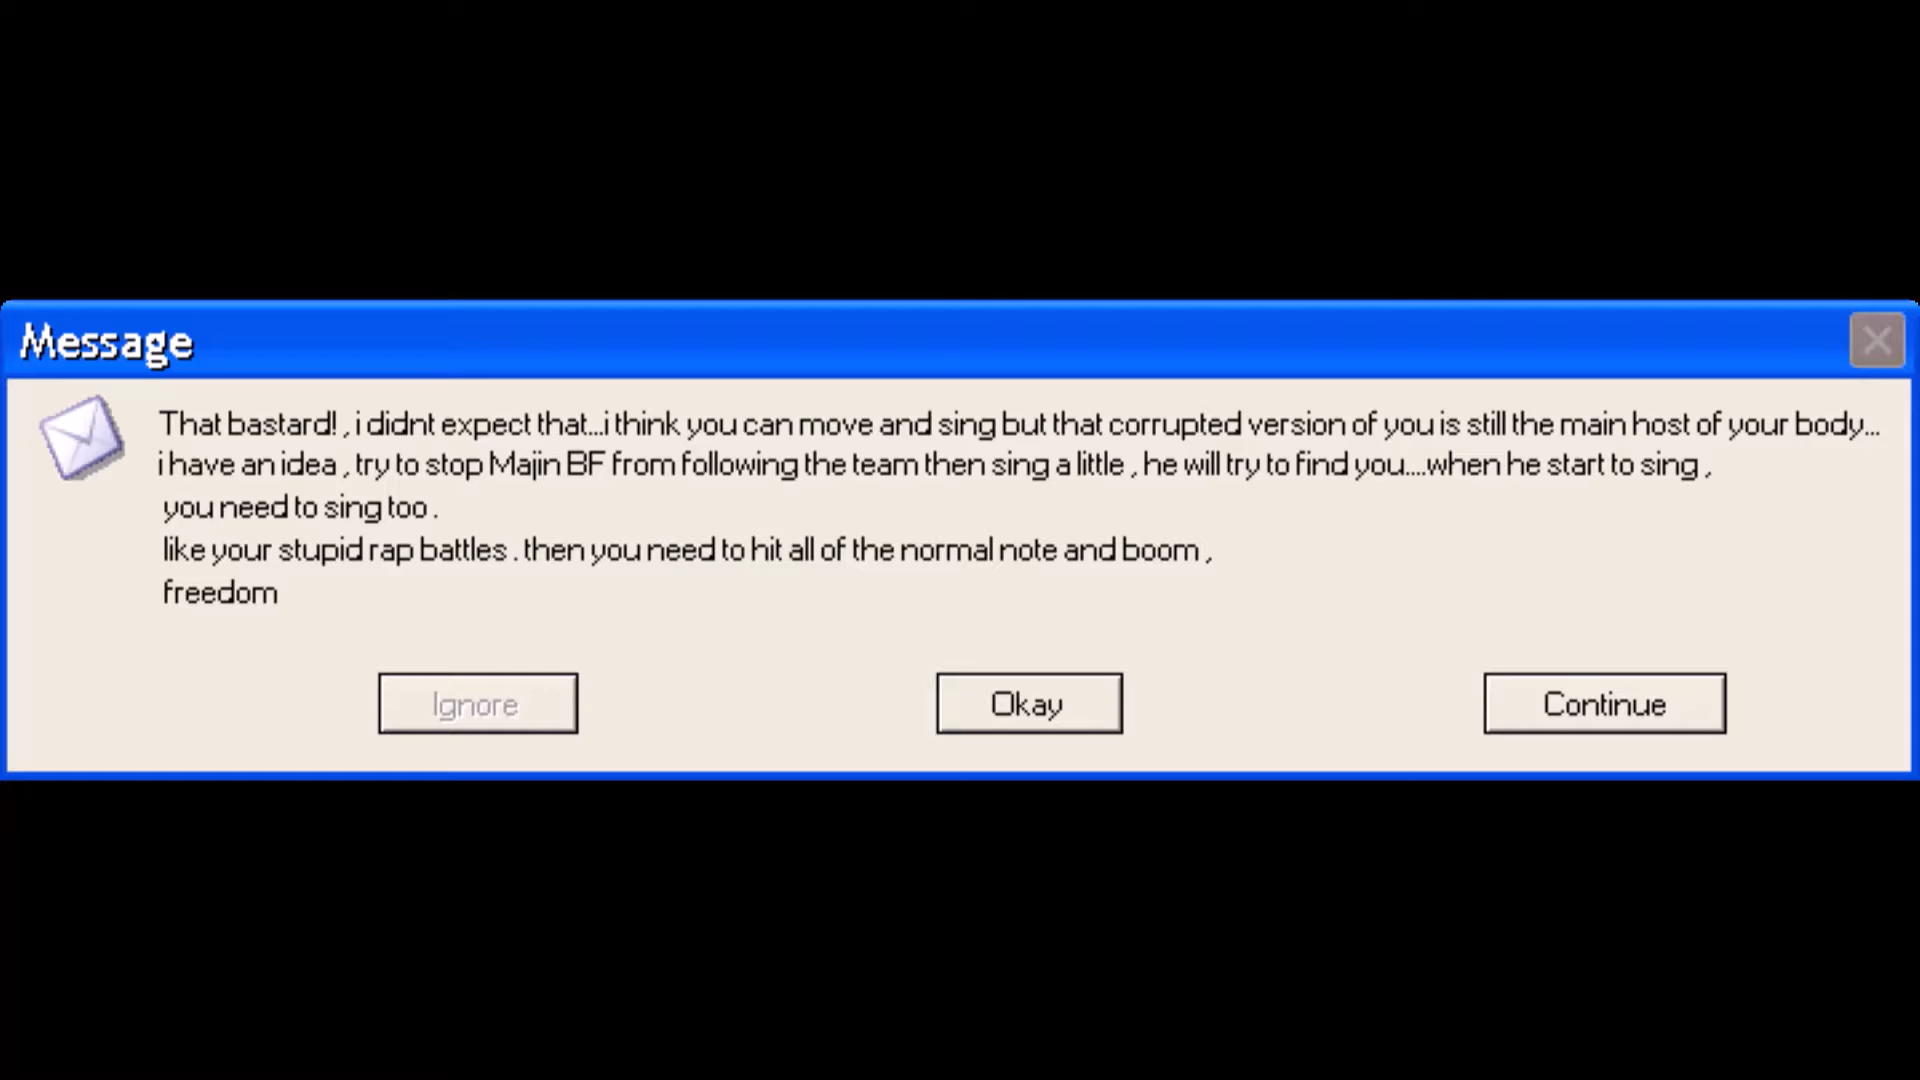 Message
That bastard! , i didnt expect that...i think you can move and sing but that corrupted version of you is still the main host of your body...
i have an idea , try to stop Majin BF from following the team then sing a little , he will try to find you....when he start to sing ,
you need to sing too .
like your stupid rap battles . then you need to hit all of the normal note and boom ,
freedom
Ignore
Okay
Continue